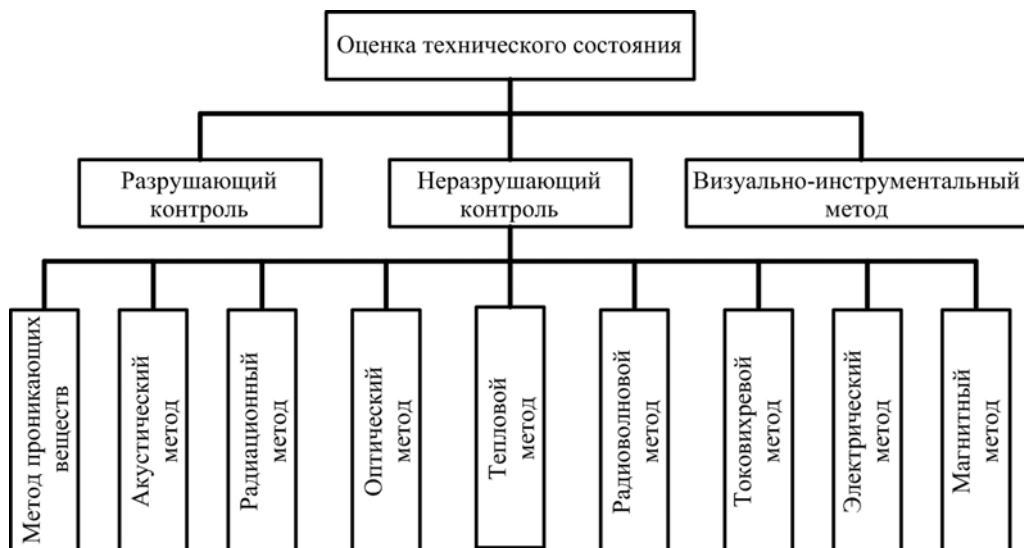 Оценка технического состояния
Разрушающий
контроль
Неразрушающий
контроль
Визуально-инструментальный
метод
Метод проникающих
веществ
Акустический
метод
Радиационный
метод
Оптический
метод
Тепловой
метод
Радиоволновой
метод
Токовихревой
метод
Электрический
метод
Магнитный
метод